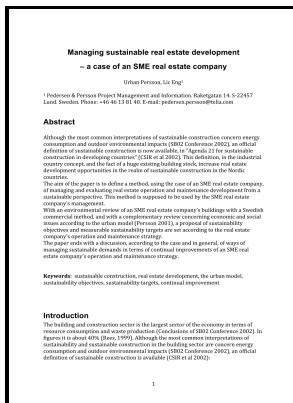 Managing sustainable real estate development
– a case of an SME real estate company
Urban Persson, Lic Eng¹
¹ Pedersen & Persson Project Management and Information. Raketgatan 14. S-22457
Lund. Sweden. Phone: +46 46 13 81 40. E-mail: pedersen.persson@telia.com
Abstract
Although the most common interpretations of sustainable construction concern energy
consumption and outdoor environmental impacts (SB02 Conference 2002), an official
definition of sustainable construction is now available, in "Agenda 21 for sustainable
construction in developing countries" (CSIR et al 2002). This definition, in the industrial
country concept, and the fact of a huge existing building stock, increase real estate
development opportunities in the realm of sustainable construction in the Nordic
countries.
The aim of the paper is to define a method, using the case of an SME real estate company,
of managing and evaluating real estate operation and maintenance development from a
sustainable perspective. This method is supposed to be used by the SME real estate
company's management.
With an environmental review of an SME real estate company's buildings with a Swedish
commercial method, and with a complementary review concerning economic and social
issues according to the urban model (Persson 2001), a proposal of sustainability
objectives and measurable sustainability targets are set according to the real estate
company's operation and maintenance strategy.
The paper ends with a discussion, according to the case and in general, of ways of
managing sustainable demands in terms of continual improvements of an SME real
estate company's operation and maintenance strategy.
Keywords: sustainable construction, real estate development, the urban model,
sustainability objectives, sustainability targets, continual improvement
Introduction
The building and construction sector is the largest sector of the economy in terms of
resource consumption and waste production (Conclusions of SB02 Conference 2002). In
figures it is about 40% (Rees, 1999). Although the most common interpretations of
sustainability and sustainable construction in the building sector are concern energy
consumption and outdoor environmental impacts (SB02 Conference 2002), an official
definition of sustainable construction is available (CSIR et al 2002):
1